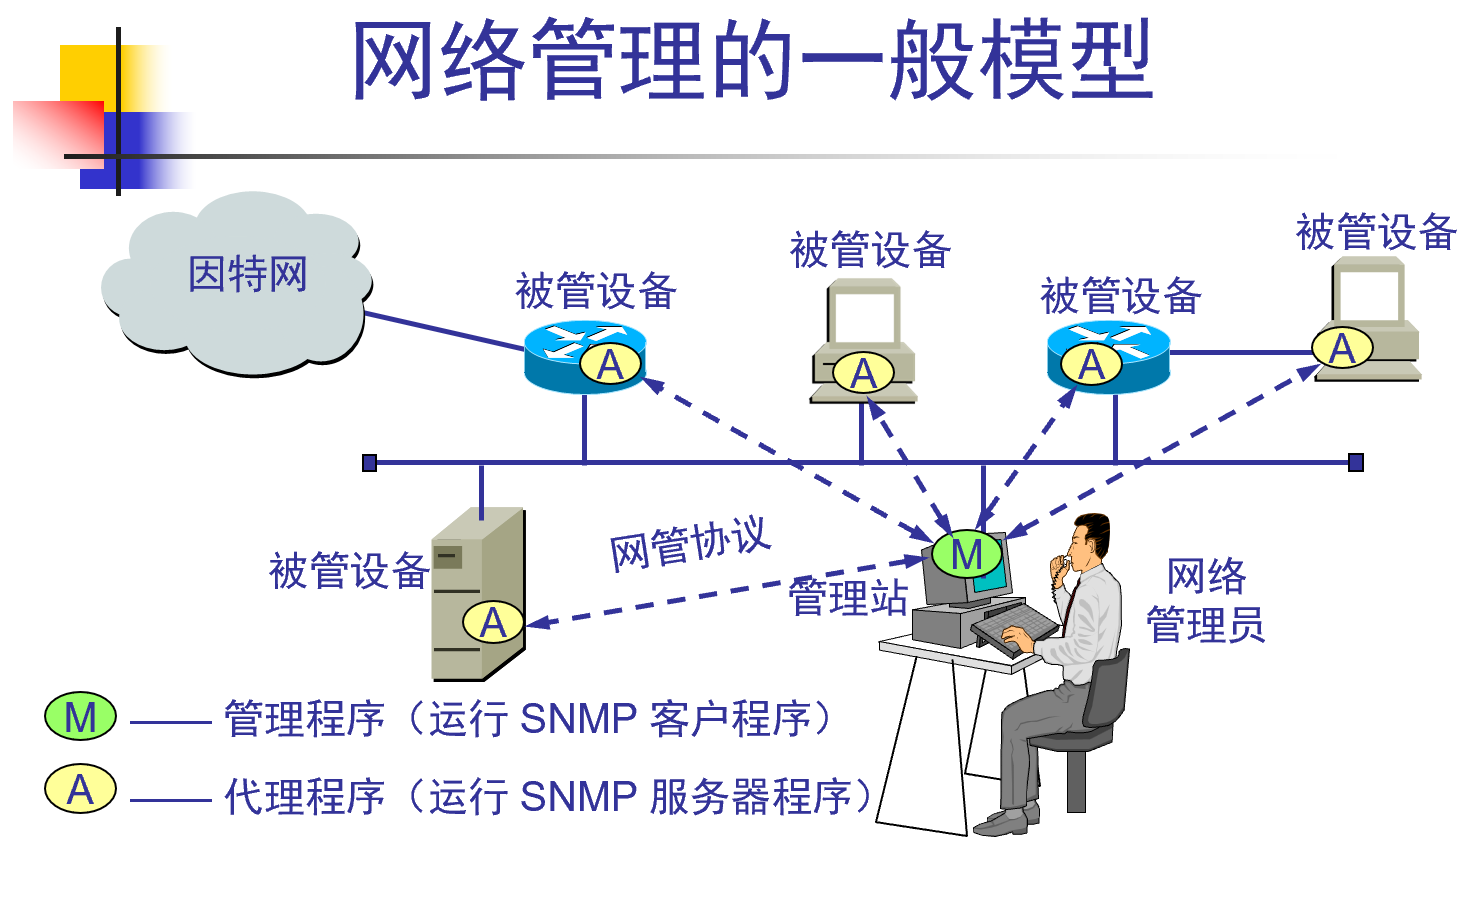 网络管理的一般模型
因特网
被管设备
被管设备
被管设备
被管设备
A
A
A
A
被管设备
A
网管协议
M
管理站
网络
管理员
M 管理程序（运行 SNMP 客户程序）
A 代理程序（运行 SNMP 服务器程序）